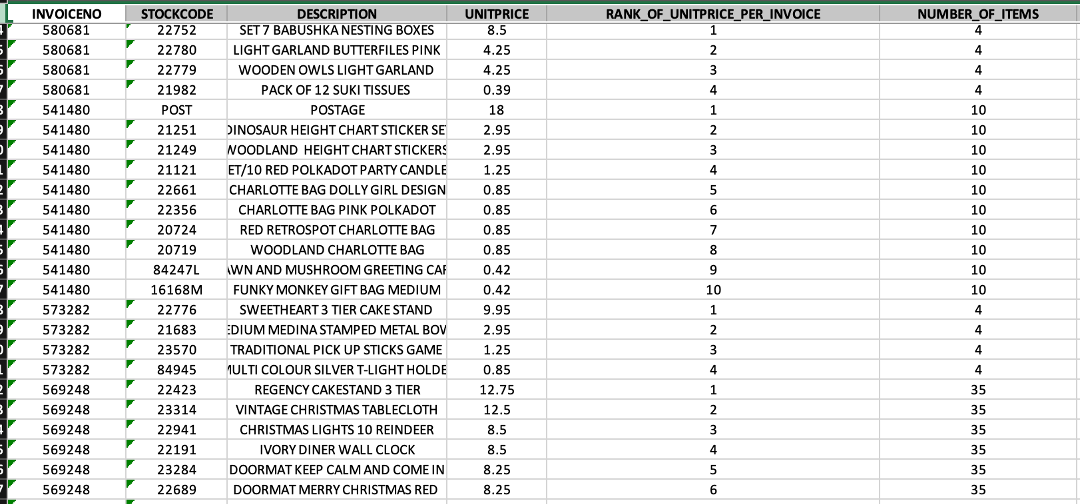 INVOICENO STOCKCODE DESCRIPTION UNITPRICE RANK_OF_UNITPRICE_PER_INVOICE NUMBER_OF_ITEMS
580681 22752 SET 7 BABUSHKA NESTING BOXES 8.5 1 4
580681 22780 LIGHT GARLAND BUTTERFILES PINK 4.25 2 4
580681 22779 WOODEN OWLS LIGHT GARLAND 4.25 3 4
580681 21982 PACK OF 12 SUKI TISSUES 0.39 4 4
541480 POST POSTAGE 18 1 10
541480 21251 DINOSAUR HEIGHT CHART STICKER SET 2.95 2 10
541480 21249 WOODLAND HEIGHT CHART STICKERS 2.95 3 10
541480 21121 ET/10 RED POLKADOT PARTY CANDLE 1.25 4 10
541480 22661 CHARLOTTE BAG DOLLY GIRL DESIGN 0.85 5 10
541480 22356 CHARLOTTE BAG PINK POLKADOT 0.85 6 10
541480 20724 RED RETROSPOT CHARLOTTE BAG 0.85 7 10
541480 20719 WOODLAND CHARLOTTE BAG 0.85 8 10
541480 84247L AWN AND MUSHROOM GREETING CAR 0.42 9 10
541480 16168M FUNKY MONKEY GIFT BAG MEDIUM 0.42 10 10
573282 22776 SWEETHEART 3 TIER CAKE STAND 9.95 1 4
573282 21683 EDIUM MEDINA STAMPED METAL BOW 2.95 2 4
573282 23570 TRADITIONAL PICK UP STICKS GAME 1.25 3 4
573282 84945 MULTI COLOUR SILVER T-LIGHT HOLDE 0.85 4 4
569248 22423 REGENCY CAKESTAND 3 TIER 12.75 1 35
569248 23314 VINTAGE CHRISTMAS TABLECLOTH 12.5 2 35
569248 22941 CHRISTMAS LIGHTS 10 REINDEER 8.5 3 35
569248 22191 IVORY DINER WALL CLOCK 8.5 4 35
569248 23284 DOORMAT KEEP CALM AND COME IN 8.25 5 35
569248 22689 DOORMAT MERRY CHRISTMAS RED 8.25 6 35